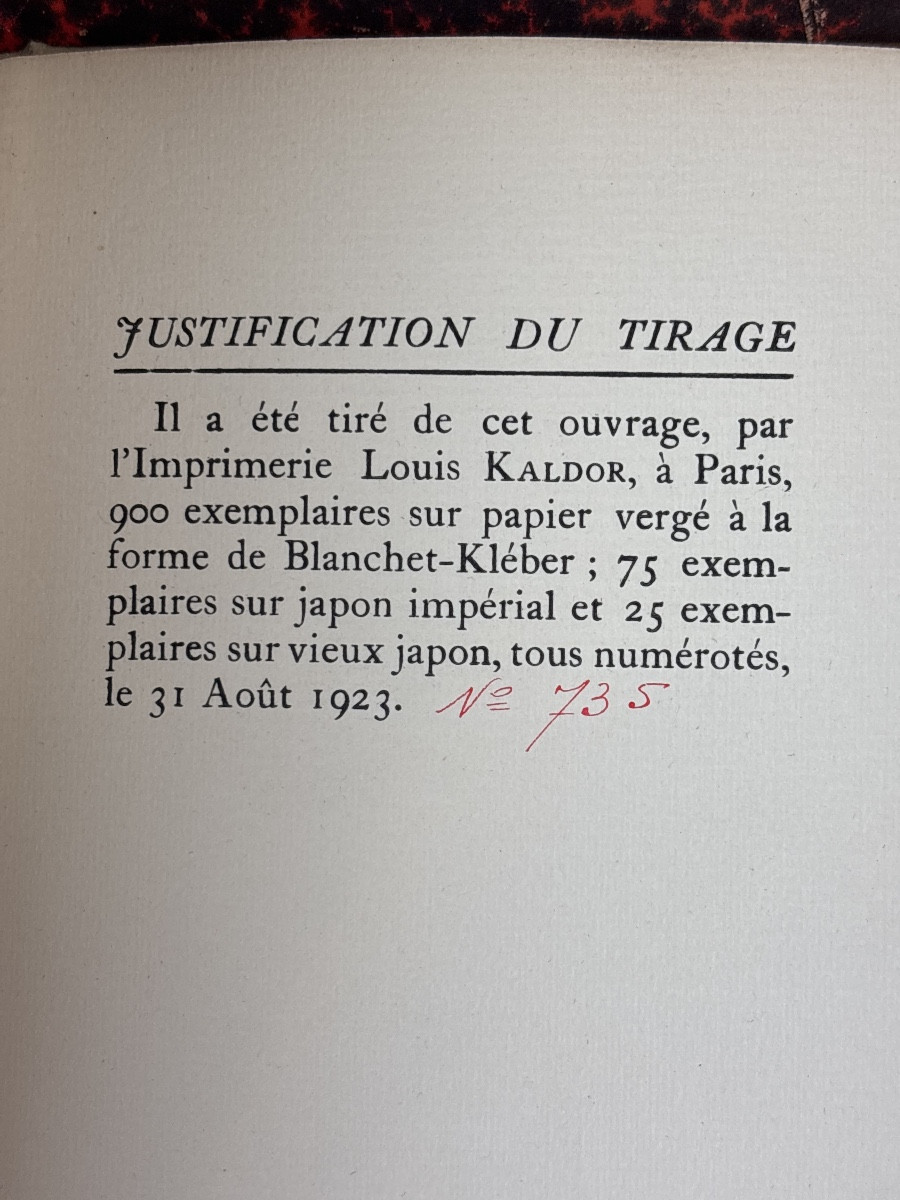 JUSTIFICATION DU TIRAGE
Il a été tiré de cet ouvrage, par
l'Imprimerie Louis KALDOR, à Paris,
900 exemplaires sur papier vergé à la
forme de Blanchet-Kléber ; 75 exem-
plaires sur japon impérial et 25 exem-
plaires sur vieux japon, tous numérotés,
le 31 Août 1923. Nº 735